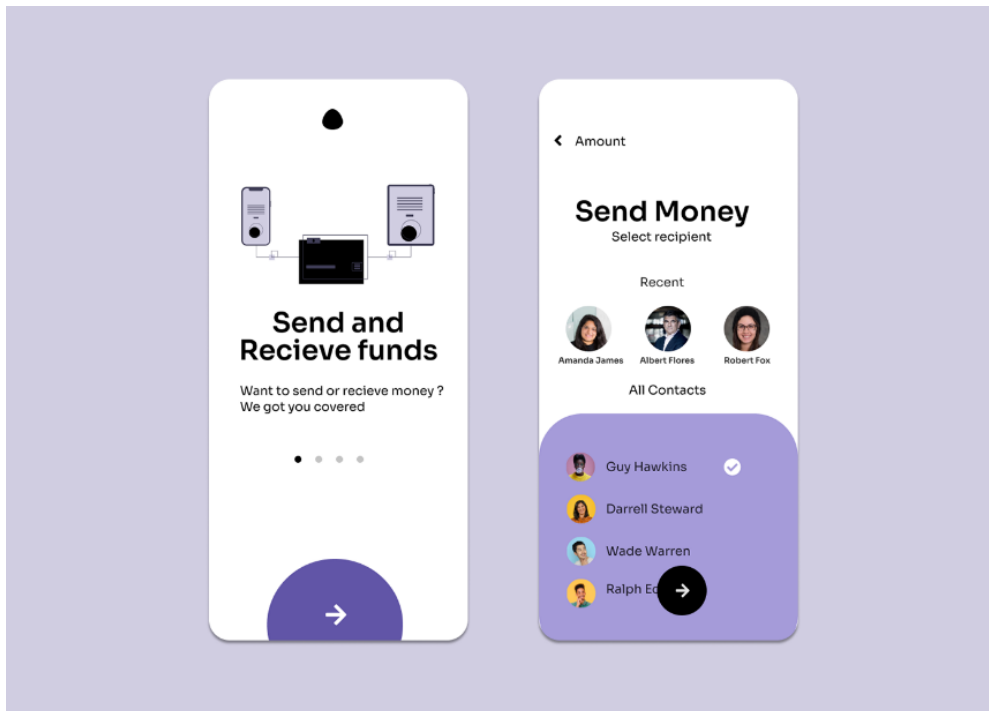 Send and
Recieve funds
Want to send or recieve money ?
We got you covered
Amount
Send Money
Select recipient
Recent
Amanda James
Albert Flores
Robert Fox
All Contacts
Guy Hawkins
Darrell Steward
Wade Warren
Ralph